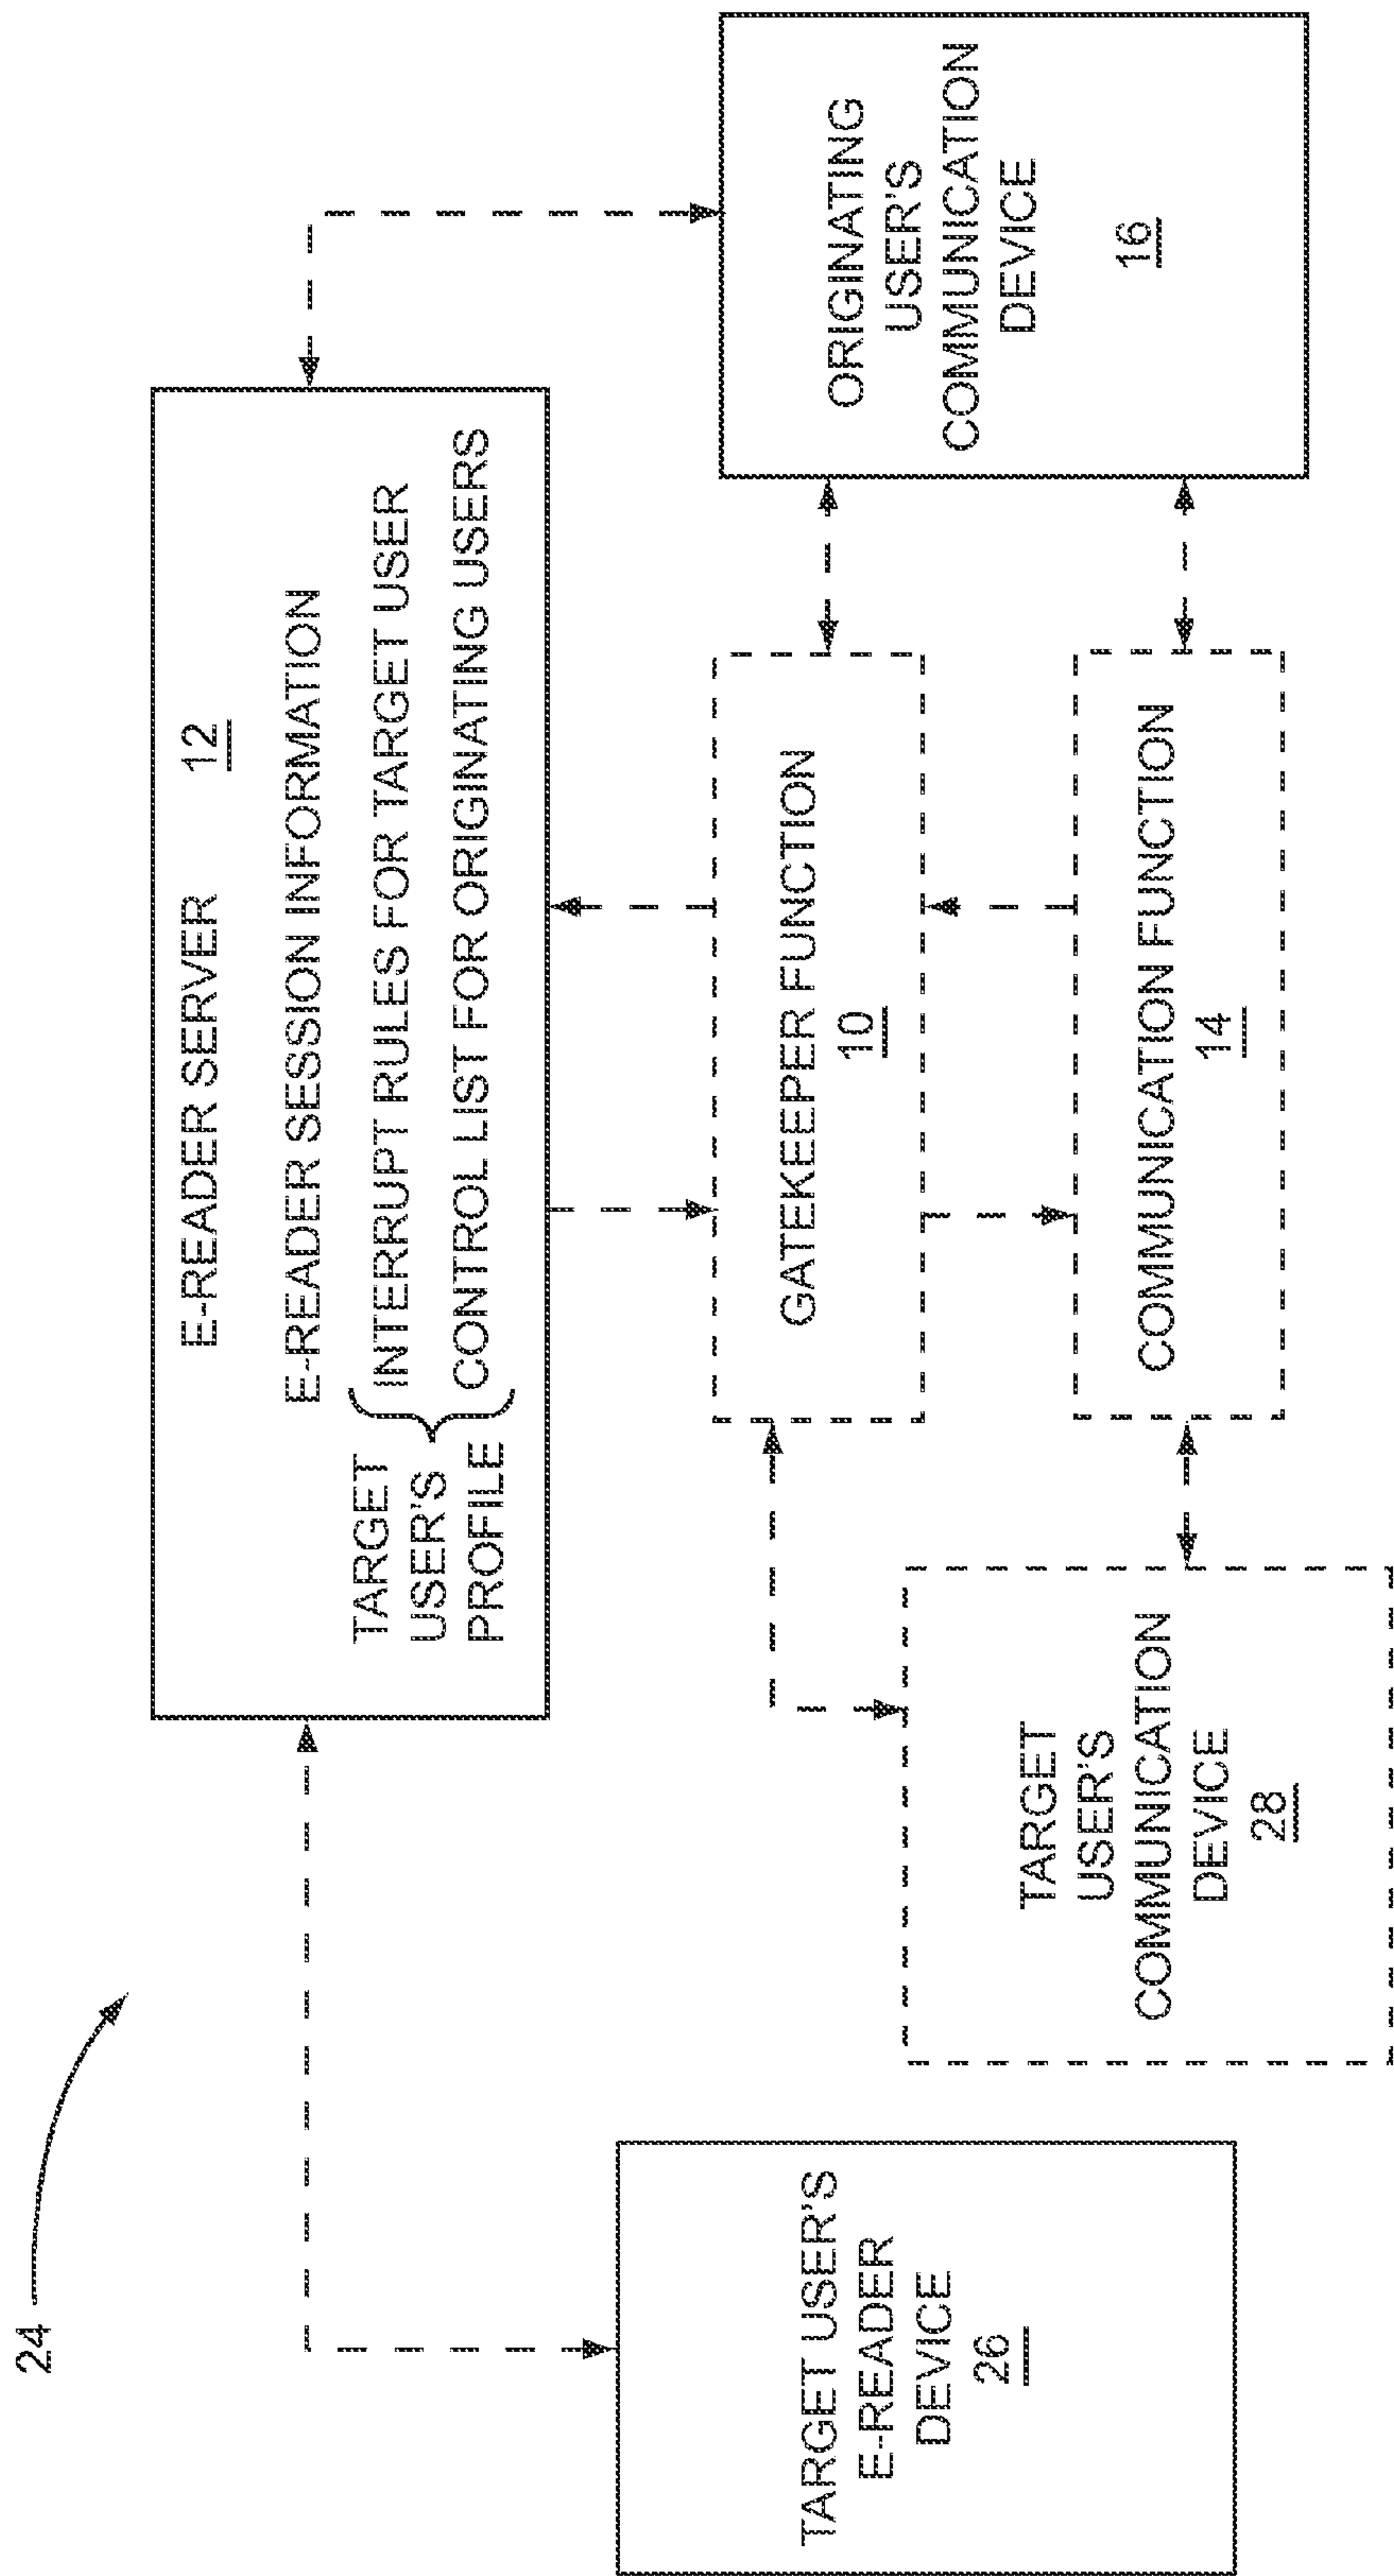 24
E-READER SERVER 12
E-READER SESSION INFORMATION
TARGET
USER'S
PROFILE
INTERRUPT RULES FOR TARGET USER
CONTROL LIST FOR ORIGINATING USERS
TARGET USER'S
E-READER
DEVICE
26
TARGET
USER'S
COMMUNICATION
DEVICE
28
GATEKEEPER FUNCTION
10
COMMUNICATION FUNCTION
14
ORIGINATING
USER'S
COMMUNICATION
DEVICE
16